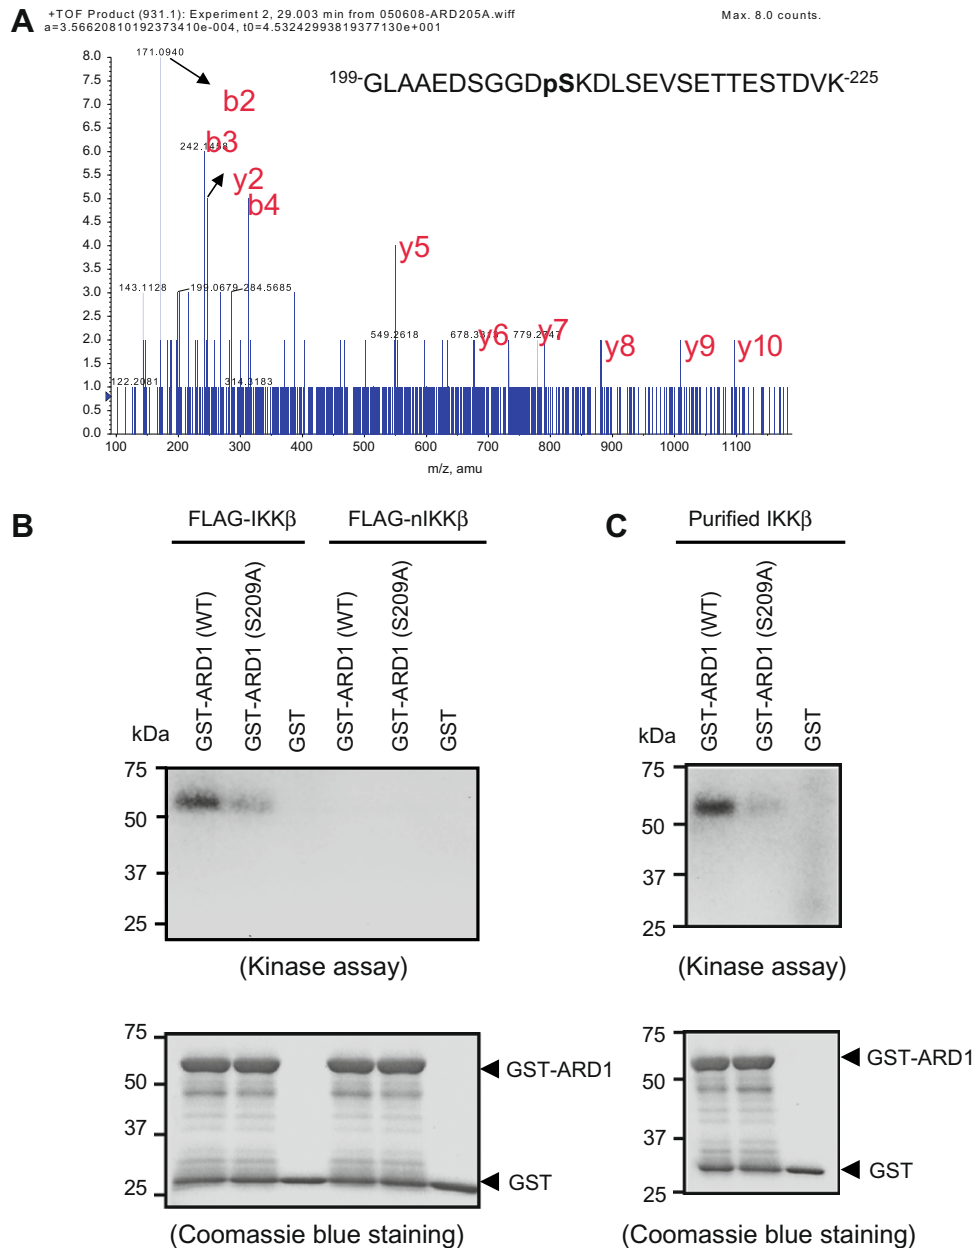 A
+TOF Product (931.1): Experiment 2, 29.003 min from 050608-ARD205A.wiff
a=3.56620810192373410e-004, t0=4.53242993819377130e+001
Max. 8.0 counts.
199-GLAAEDSGGDpSKDLSEVSETTESTDVK-225
8.0
7.5
7.0
6.5
6.0
5.5
5.0
4.5
4.0
3.5
3.0
2.5
2.0
1.5
1.0
0.5
0.0
171.0940
b2
b3
y2
b4
y5
143.1128
199.0679
284.5685
549.2618
y6
y7
y8
y9
y10
122.2081
314.3183
100 200 300 400 500 600 700 800 900 1000 1100
m/z, amu
B
FLAG-IKKβ
FLAG-nIKKβ
GST-ARD1 (WT)
GST-ARD1 (S209A)
GST
GST-ARD1 (WT)
GST-ARD1 (S209A)
GST
kDa
75
50
37
25
(Kinase assay)
75
50
37
25
GST-ARD1
GST
(Coomassie blue staining)
C
Purified IKKβ
GST-ARD1 (WT)
GST-ARD1 (S209A)
GST
kDa
75
50
37
25
(Kinase assay)
75
50
37
25
GST-ARD1
GST
(Coomassie blue staining)